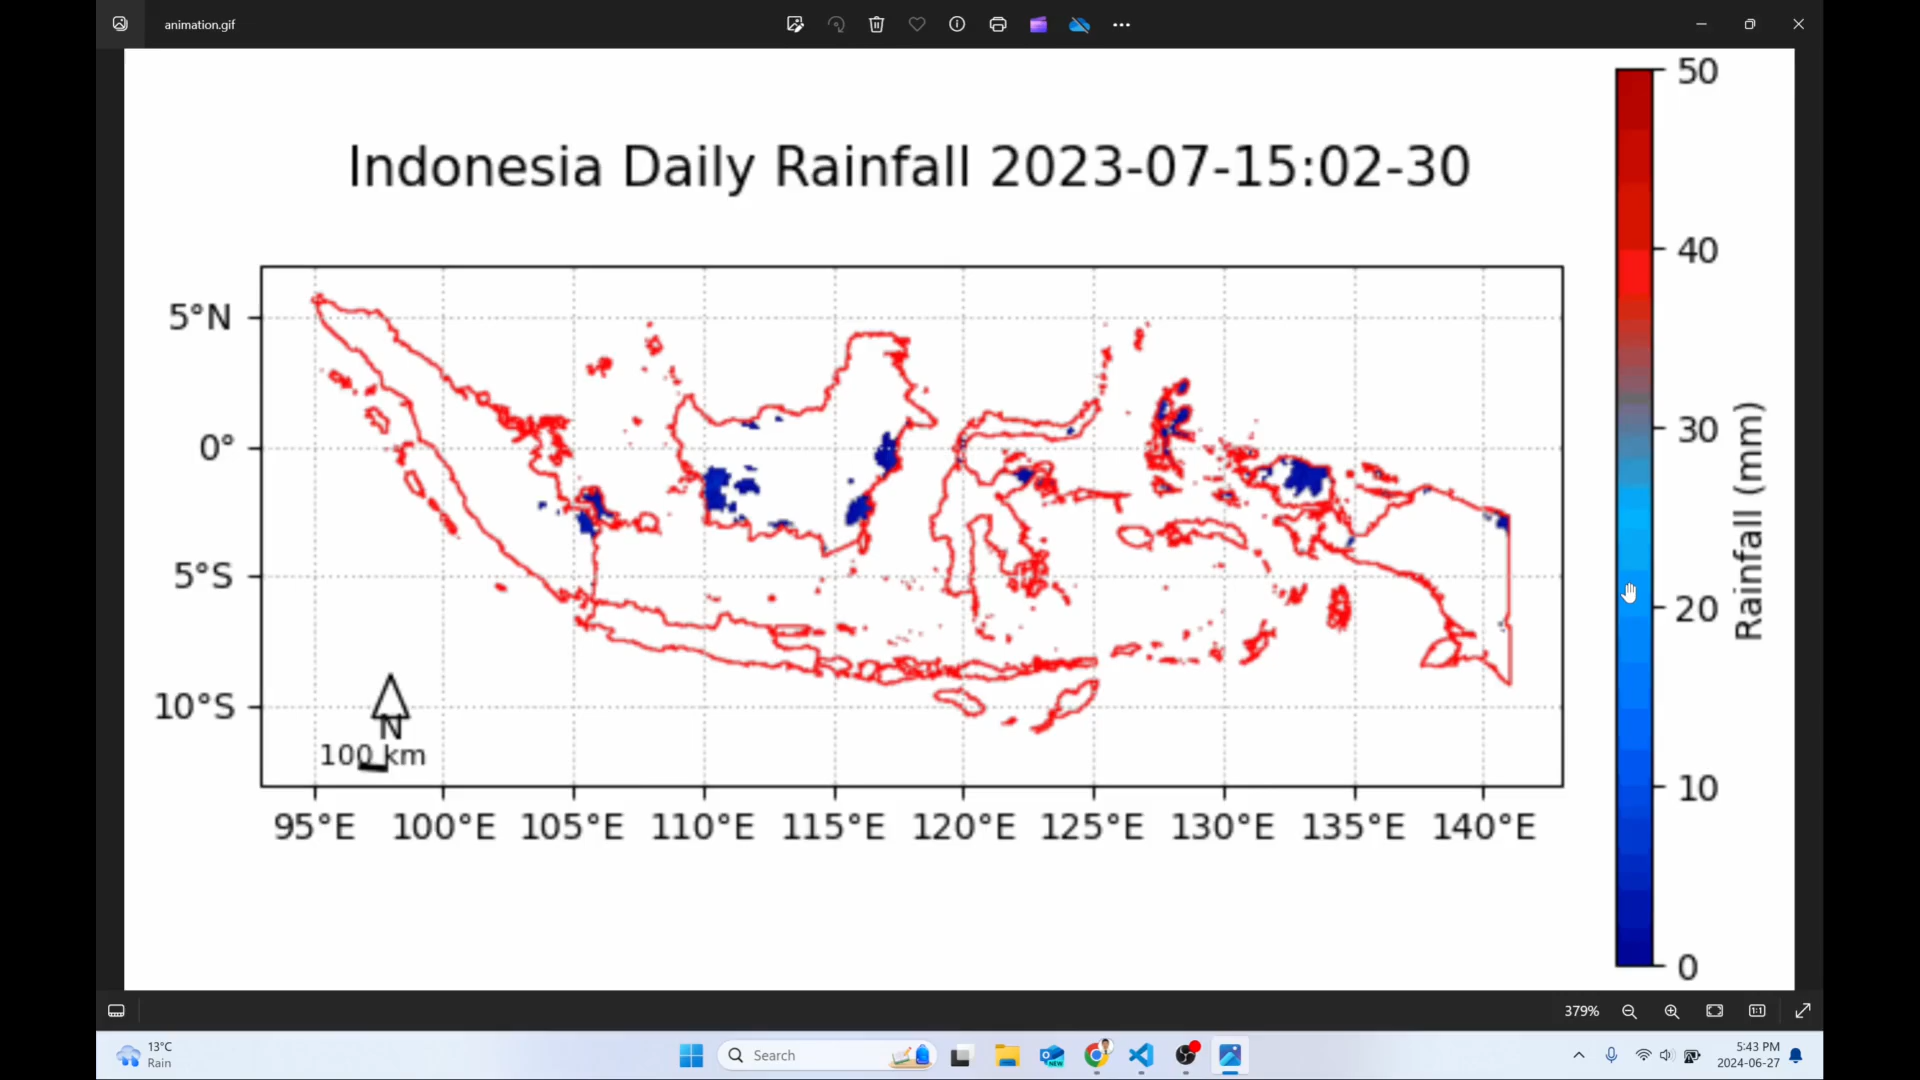 animation.gif
Indonesia Daily Rainfall 2023-07-15:02-30
5°N
0°
5°S
10°S
N
100 km
95°E 100°E 105°E 110°E 115°E 120°E 125°E 130°E 135°E 140°E
50
40
30
20
10
0
Rainfall (mm)
379%
13°C
Rain
Search
NEW
5:43 PM
2024-06-27